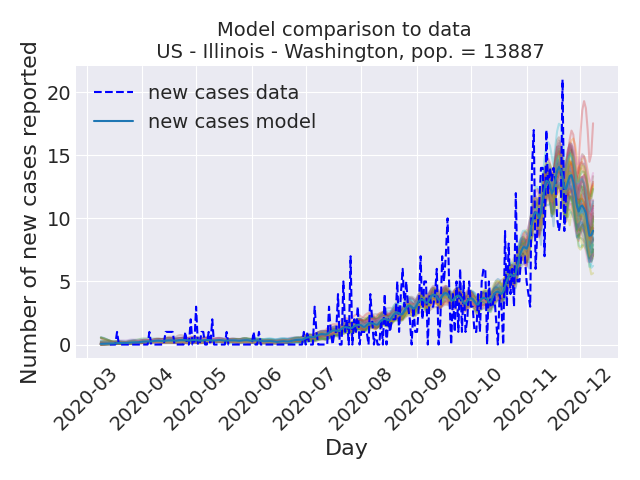 Model comparison to data
US - Illinois - Washington, pop. = 13887
Number of new cases reported
20
15
10
5
0
new cases data
new cases model
2020-03
2020-04
2020-05
2020-06
2020-07
2020-08
2020-09
2020-10
2020-11
2020-12
Day